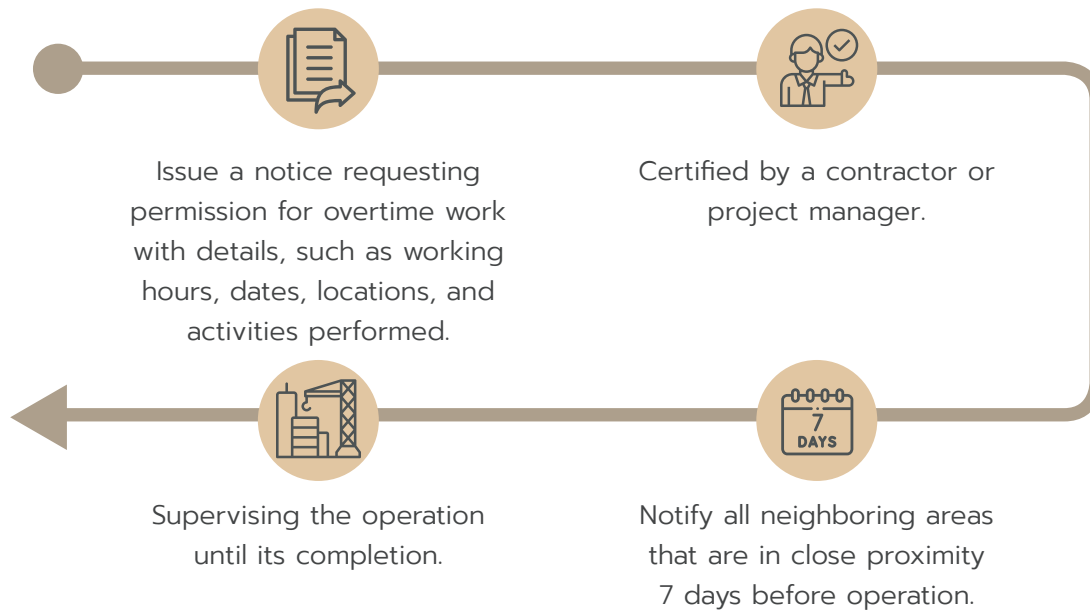 Issue a notice requesting
permission for overtime work
with details, such as working
hours, dates, locations, and
activities performed.
Certified by a contractor or
project manager.
7
DAYS
Notify all neighboring areas
that are in close proximity
7 days before operation.
Supervising the operation
until its completion.